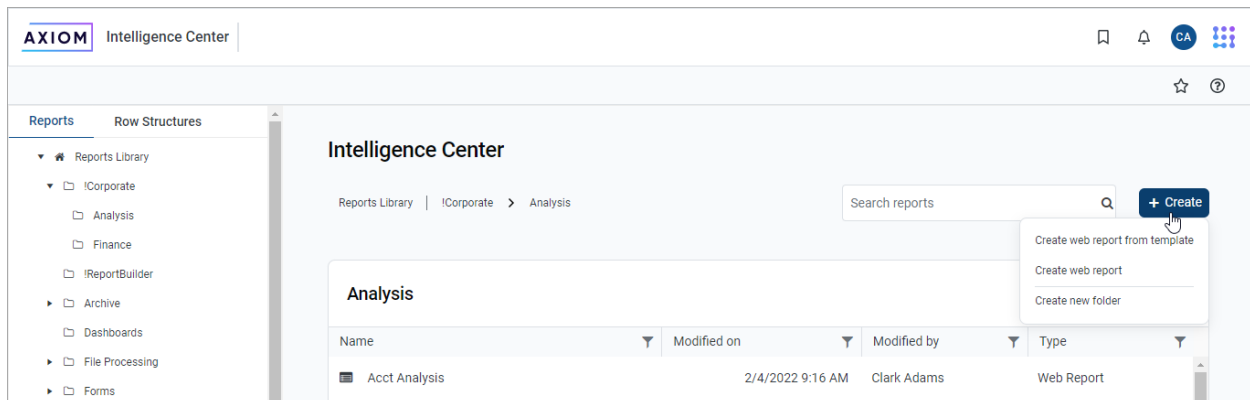 AXIOM Intelligence Center
CA
Reports Row Structures
Reports Library
!Corporate
Analysis
Finance
!ReportBuilder
Archive
Dashboards
File Processing
Forms
Intelligence Center
Reports Library | !Corporate > Analysis
Search reports
+ Create
Create web report from template
Create web report
Create new folder
Analysis
Name Modified on Modified by Type
Acct Analysis 2/4/2022 9:16 AM Clark Adams Web Report